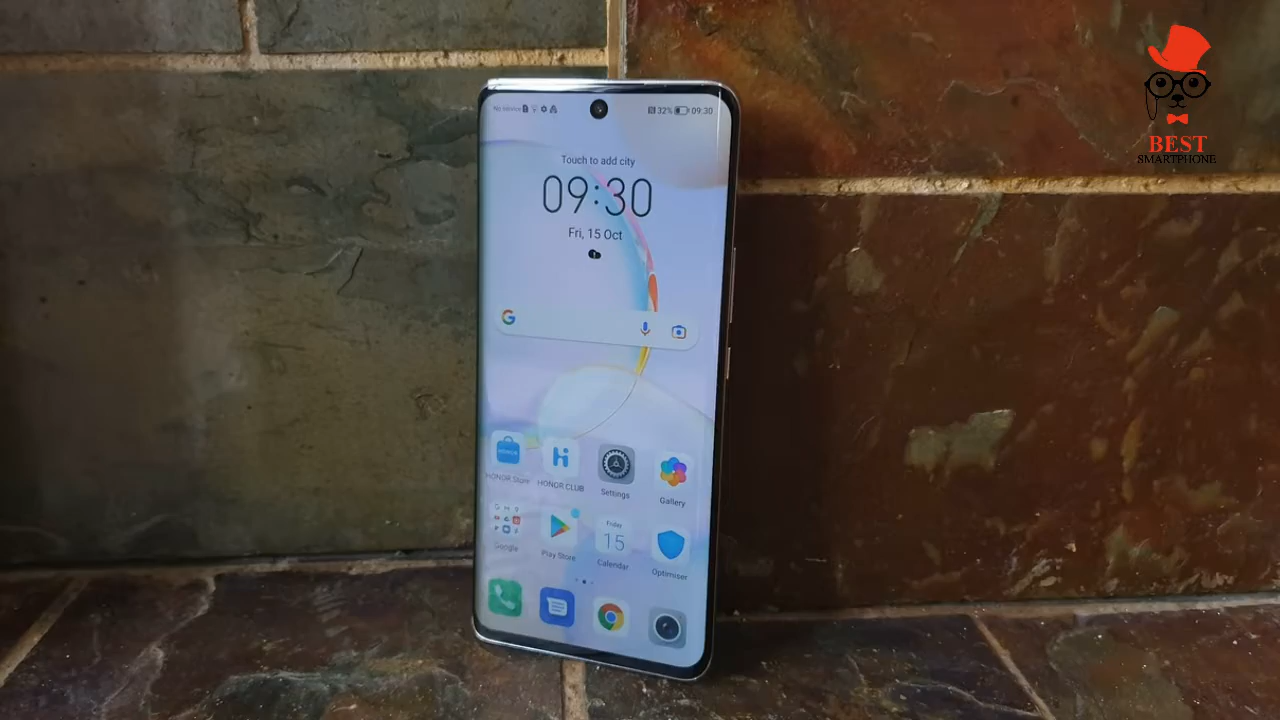 No service 32% 09:30
Touch to add city
09:30
Fri, 15 Oct
G
HONOR
HONOR Store HONOR CLUB Settings Gallery
Friday
15
Google Play Store Calendar Optimiser
BEST
SMARTPHONE